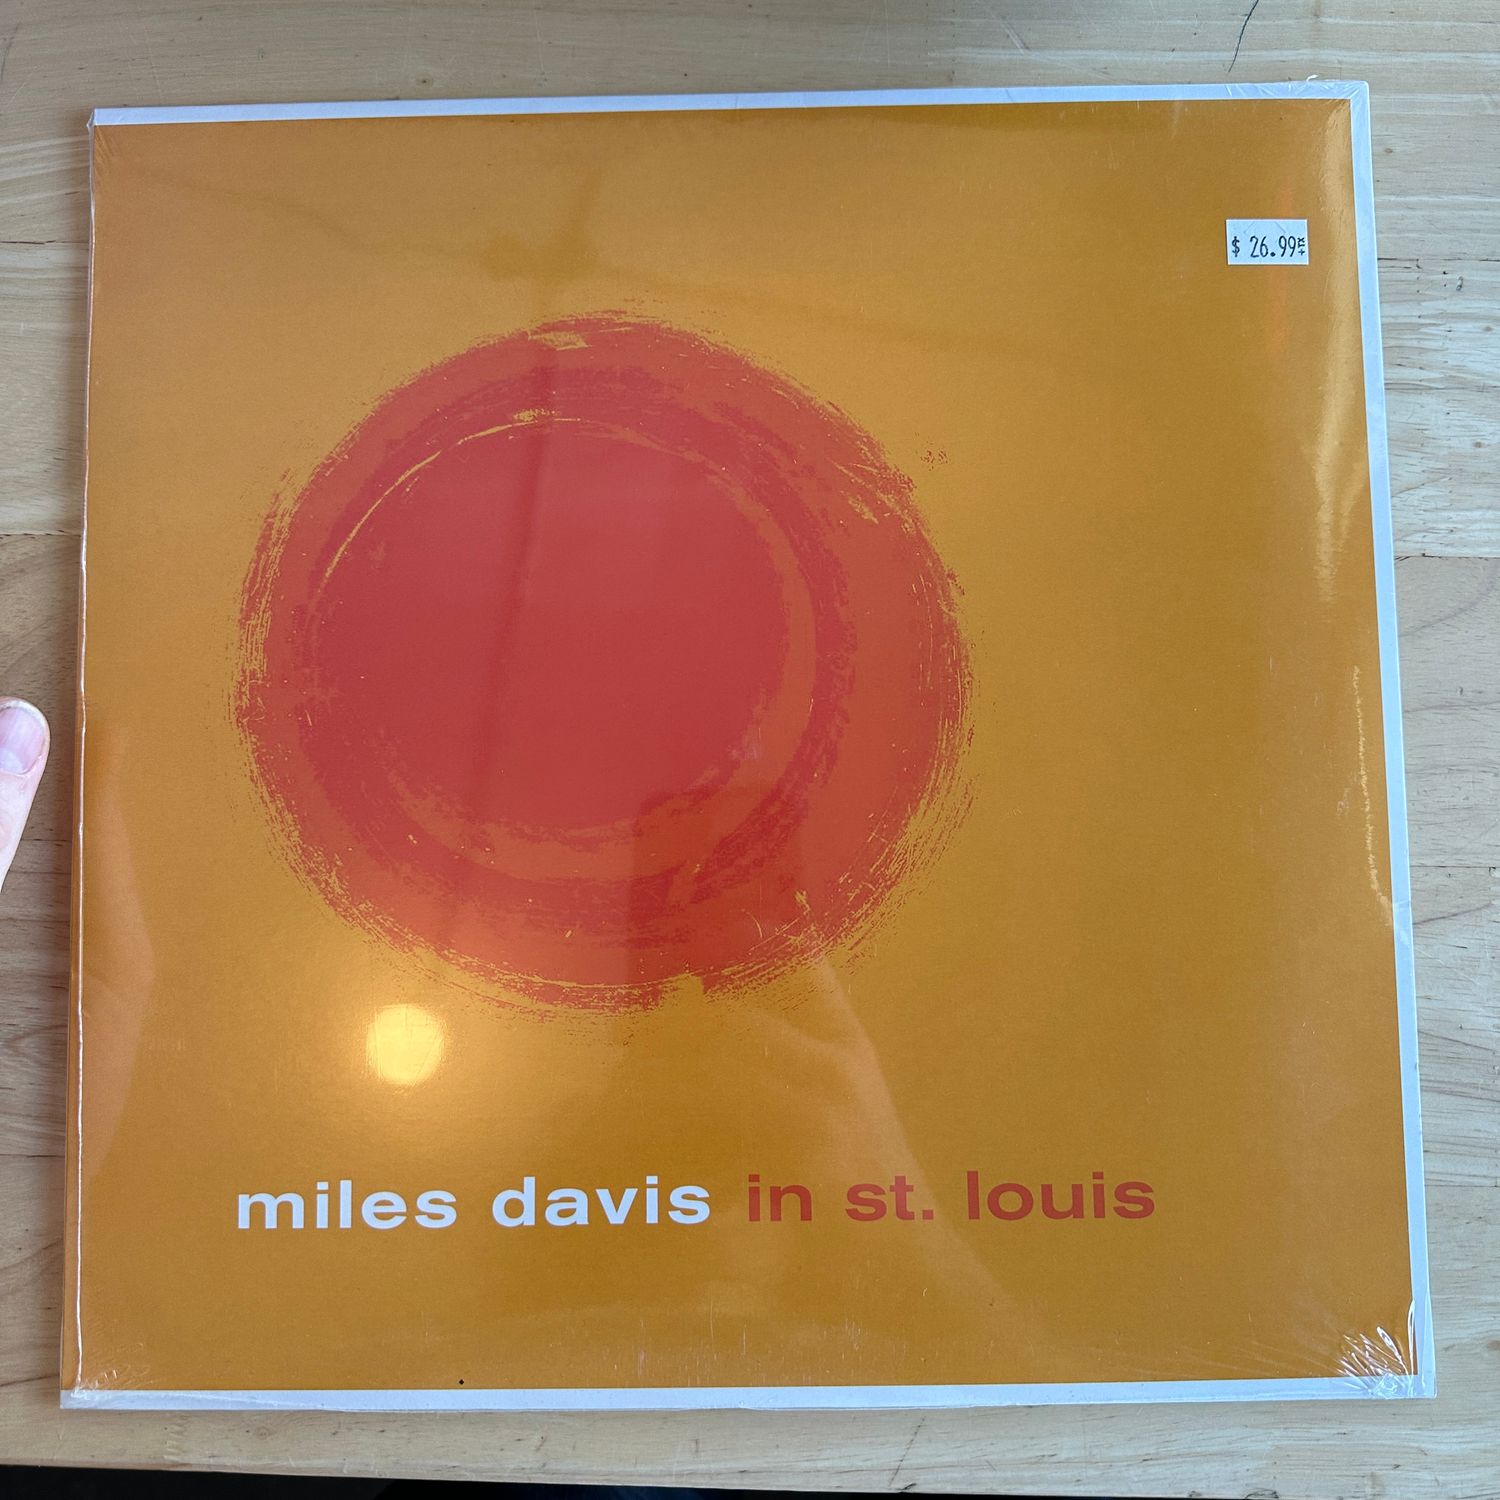 $ 26.99
miles davis in st. louis